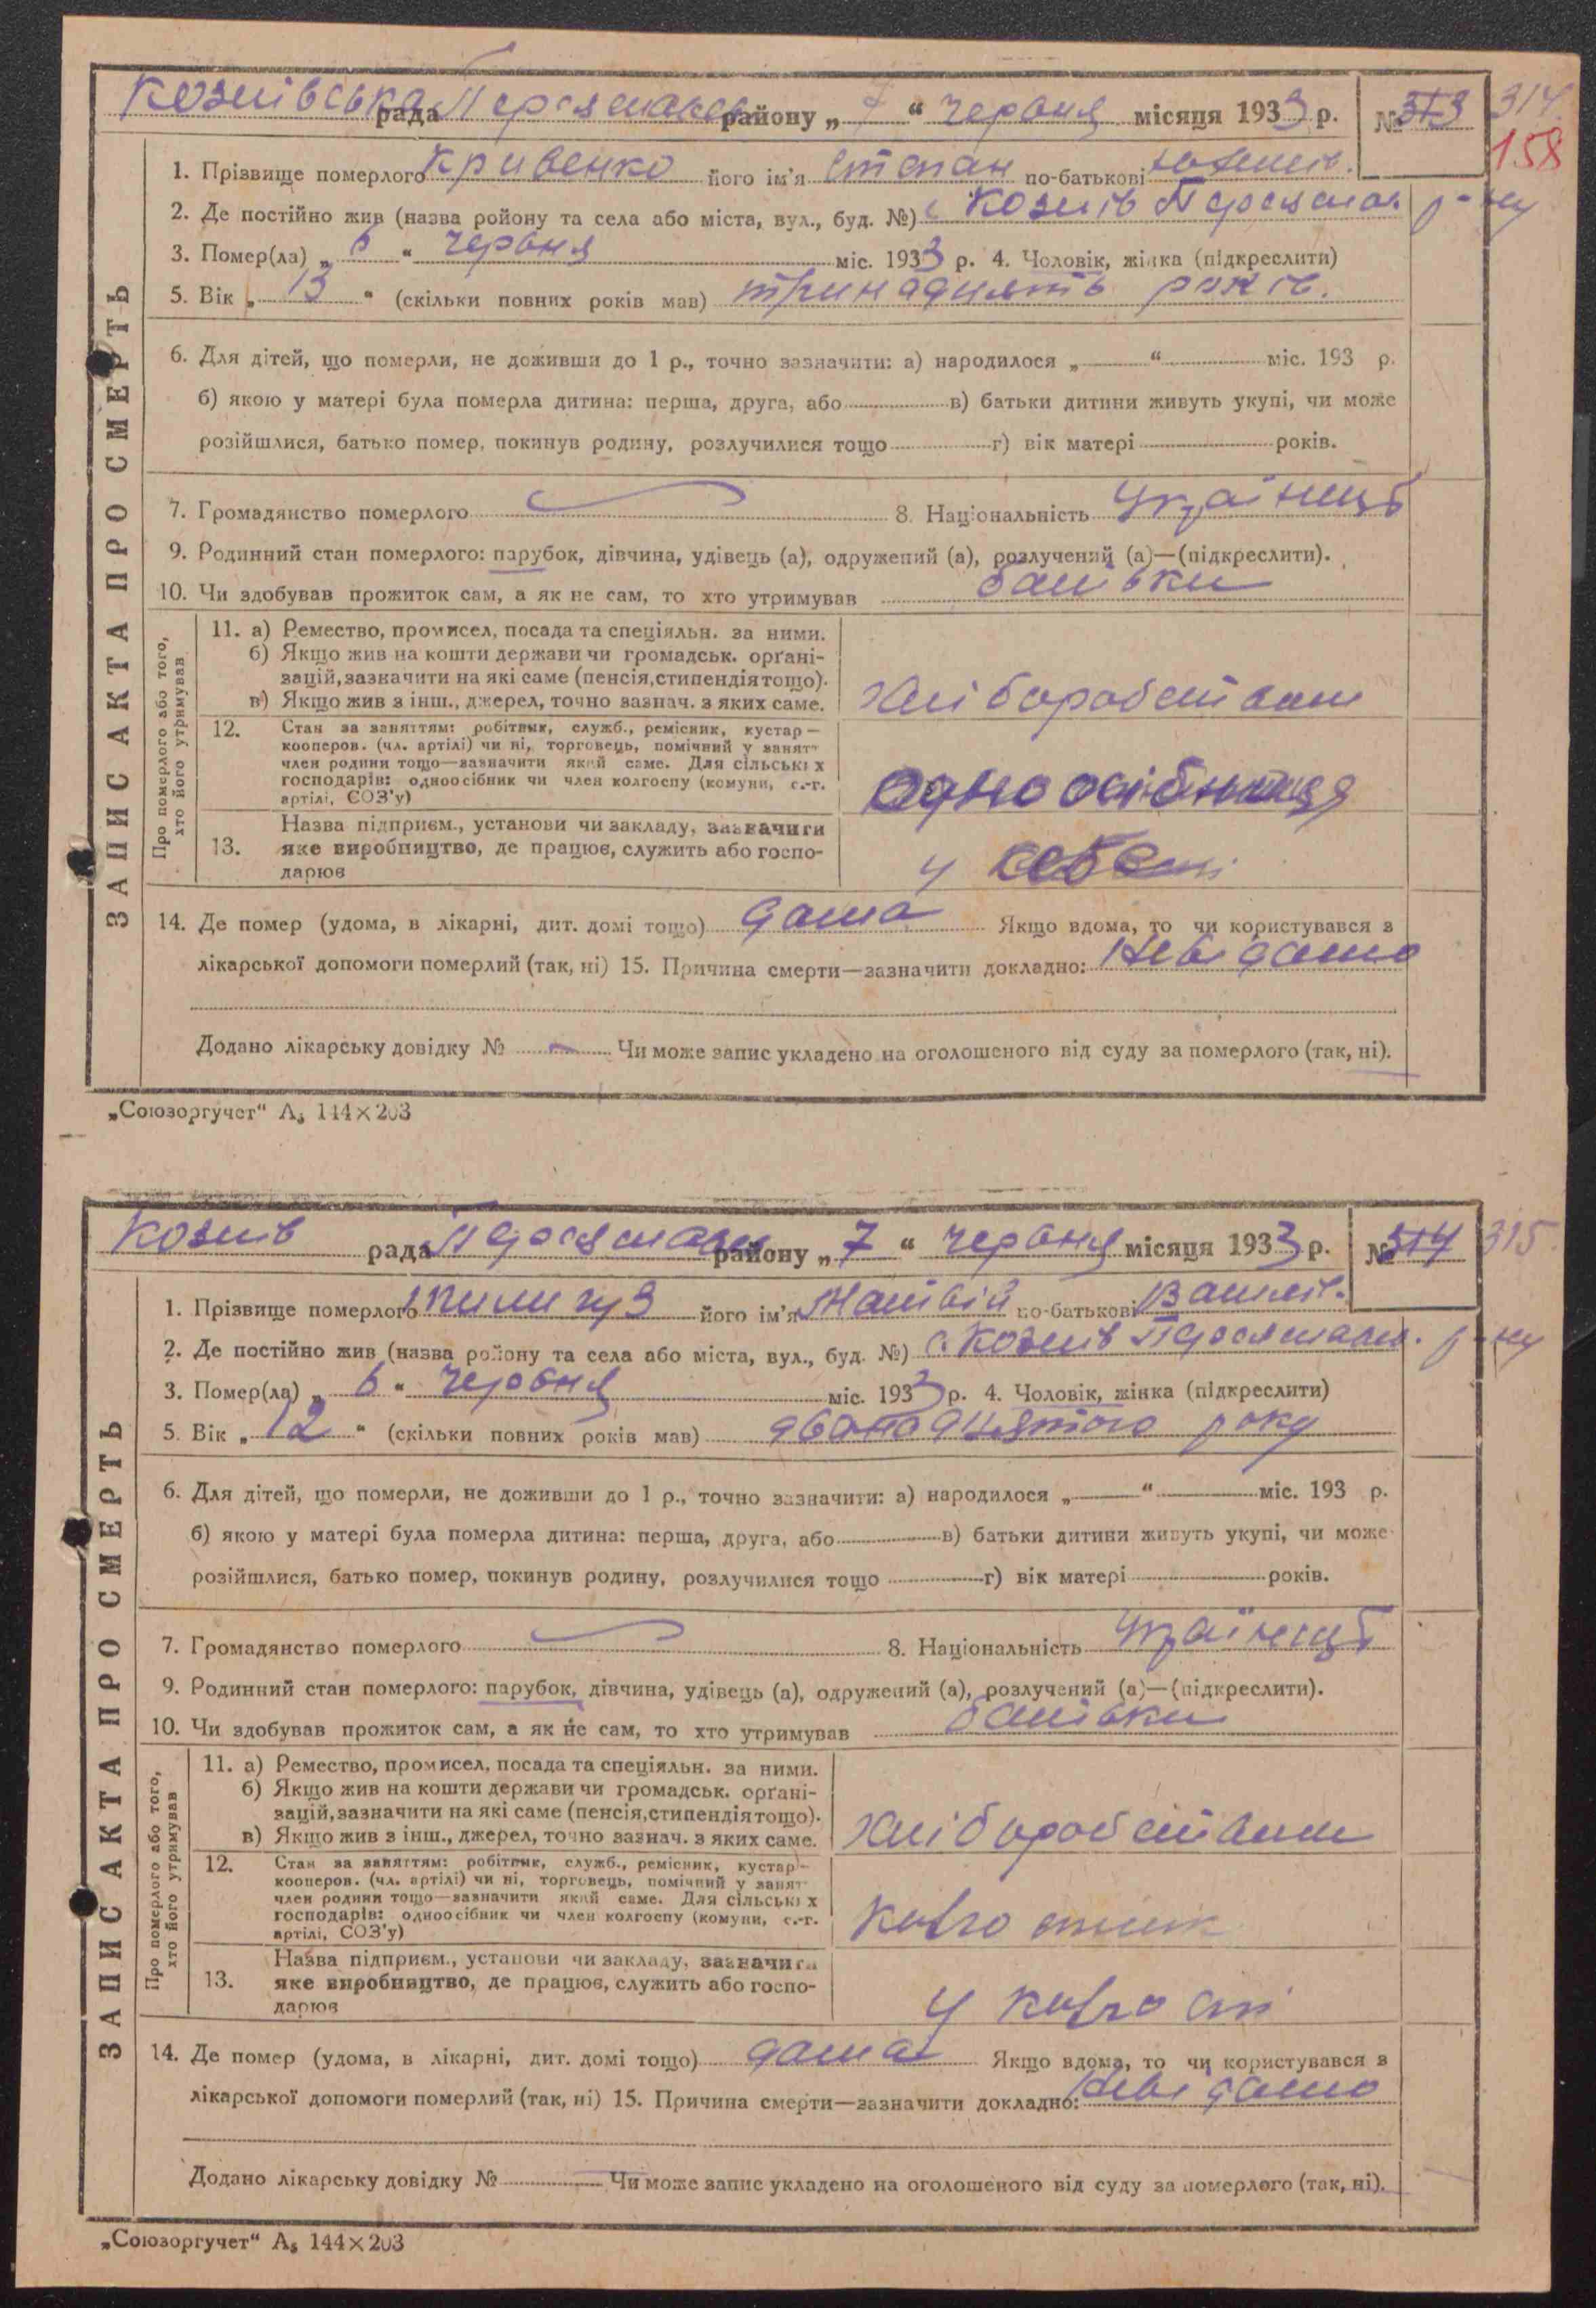 Козиївська рада району „ 7 “ червня місяця 1933 р. № 313 314
158
1. Прізвище померлого Кривенко його ім'я Степан по-батькові
2. Де постійно жив (назва ройону та села або міста, вул., буд. №) с Козіїв р-ну
3. Помер(ла) „ 6 “ червня міс. 1933 р. 4. Чоловік, жінка (підкреслити)
5. Вік „ 13 “ (скільки повних років мав) тринадцять років.
6. Для дітей, що померли, не доживши до 1 р., точно зазначити: а) народилося „ “ міс. 193 р.
б) якою у матері була померла дитина: перша, друга, або в) батьки дитини живуть укупі, чи може
розійшлися, батько помер, покинув родину, розлучилися тощо г) вік матері років.
7. Громадянство померлого 8. Національність Українець
9. Родинний стан померлого: парубок, дівчина, удівець (а), одружений (а), розлучений (а)—(підкреслити).
10. Чи здобував прожиток сам, а як не сам, то хто утримував батьки
ЗАПИС АКТА ПРО СМЕРТЬ
Про померлого або того, хто його утримував
11. а) Ремество, промисел, посада та спеціяльн. за ними.
б) Якщо жив на кошти держави чи громадськ. орґані-
зацій, зазначити на які саме (пенсія, стипендія тощо).
в) Якщо жив з інш., джерел, точно зазнач. з яких саме.
хліборобством
12. Стан за заняттям: робітник, служб., ремісник, кустар—
кооперов. (чл. артілі) чи ні, торговець, помічний у занят
член родини тощо—зазначити який саме. Для сільських
господарів: одноосібник чи член колгоспу (комуни, с.-г.
артілі, СОЗ'у)
одноосібниця
13. Назва підприєм., установи чи закладу, зазначити
яке виробництво, де працює, служить або госпо-
дарює
у себе
14. Де помер (удома, в лікарні, дит. домі тощо) дома Якщо вдома, то чи користувався з
лікарської допомоги померлий (так, ні) 15. Причина смерти—зазначити докладно: Невідомо
Додано лікарську довідку № Чи може запис укладено на оголошеного від суду за померлого (так, ні).
„Союзоргучет“ А₅ 144×203
Козиїв рада району „ 7 “ червня місяця 1933 р. № 314 315
1. Прізвище померлого його ім'я Матвій по-батькові Васил.
2. Де постійно жив (назва ройону та села або міста, вул., буд. №) с. Козіїв р-ну
3. Помер(ла) „ 6 “ червня міс. 1933 р. 4. Чоловік, жінка (підкреслити)
5. Вік „ 12 “ (скільки повних років мав) дванадцятого року
6. Для дітей, що померли, не доживши до 1 р., точно зазначити: а) народилося „ “ міс. 193 р.
б) якою у матері була померла дитина: перша, друга, або в) батьки дитини живуть укупі, чи може
розійшлися, батько помер, покинув родину, розлучилися тощо г) вік матері років.
7. Громадянство померлого 8. Національність Українець
9. Родинний стан померлого: парубок, дівчина, удівець (а), одружений (а), розлучений (а)—(підкреслити).
10. Чи здобував прожиток сам, а як не сам, то хто утримував батьки
ЗАПИС АКТА ПРО СМЕРТЬ
Про померлого або того, хто його утримував
11. а) Ремество, промисел, посада та спеціяльн. за ними.
б) Якщо жив на кошти держави чи громадськ. орґані-
зацій, зазначити на які саме (пенсія, стипендія тощо).
в) Якщо жив з інш., джерел, точно зазнач. з яких саме.
хліборобством
12. Стан за заняттям: робітник, служб., ремісник, кустар—
кооперов. (чл. артілі) чи ні, торговець, помічний у занят
член родини тощо—зазначити який саме. Для сільських
господарів: одноосібник чи член колгоспу (комуни, с.-г.
артілі, СОЗ'у)
колгоспник
13. Назва підприєм., установи чи закладу, зазначити
яке виробництво, де працює, служить або госпо-
дарює
у колгоспі
14. Де помер (удома, в лікарні, дит. домі тощо) дома Якщо вдома, то чи користувався з
лікарської допомоги померлий (так, ні) 15. Причина смерти—зазначити докладно: Невідомо
Додано лікарську довідку № Чи може запис укладено на оголошеного від суду за померлого (так, ні).
„Союзоргучет“ А₅ 144×203